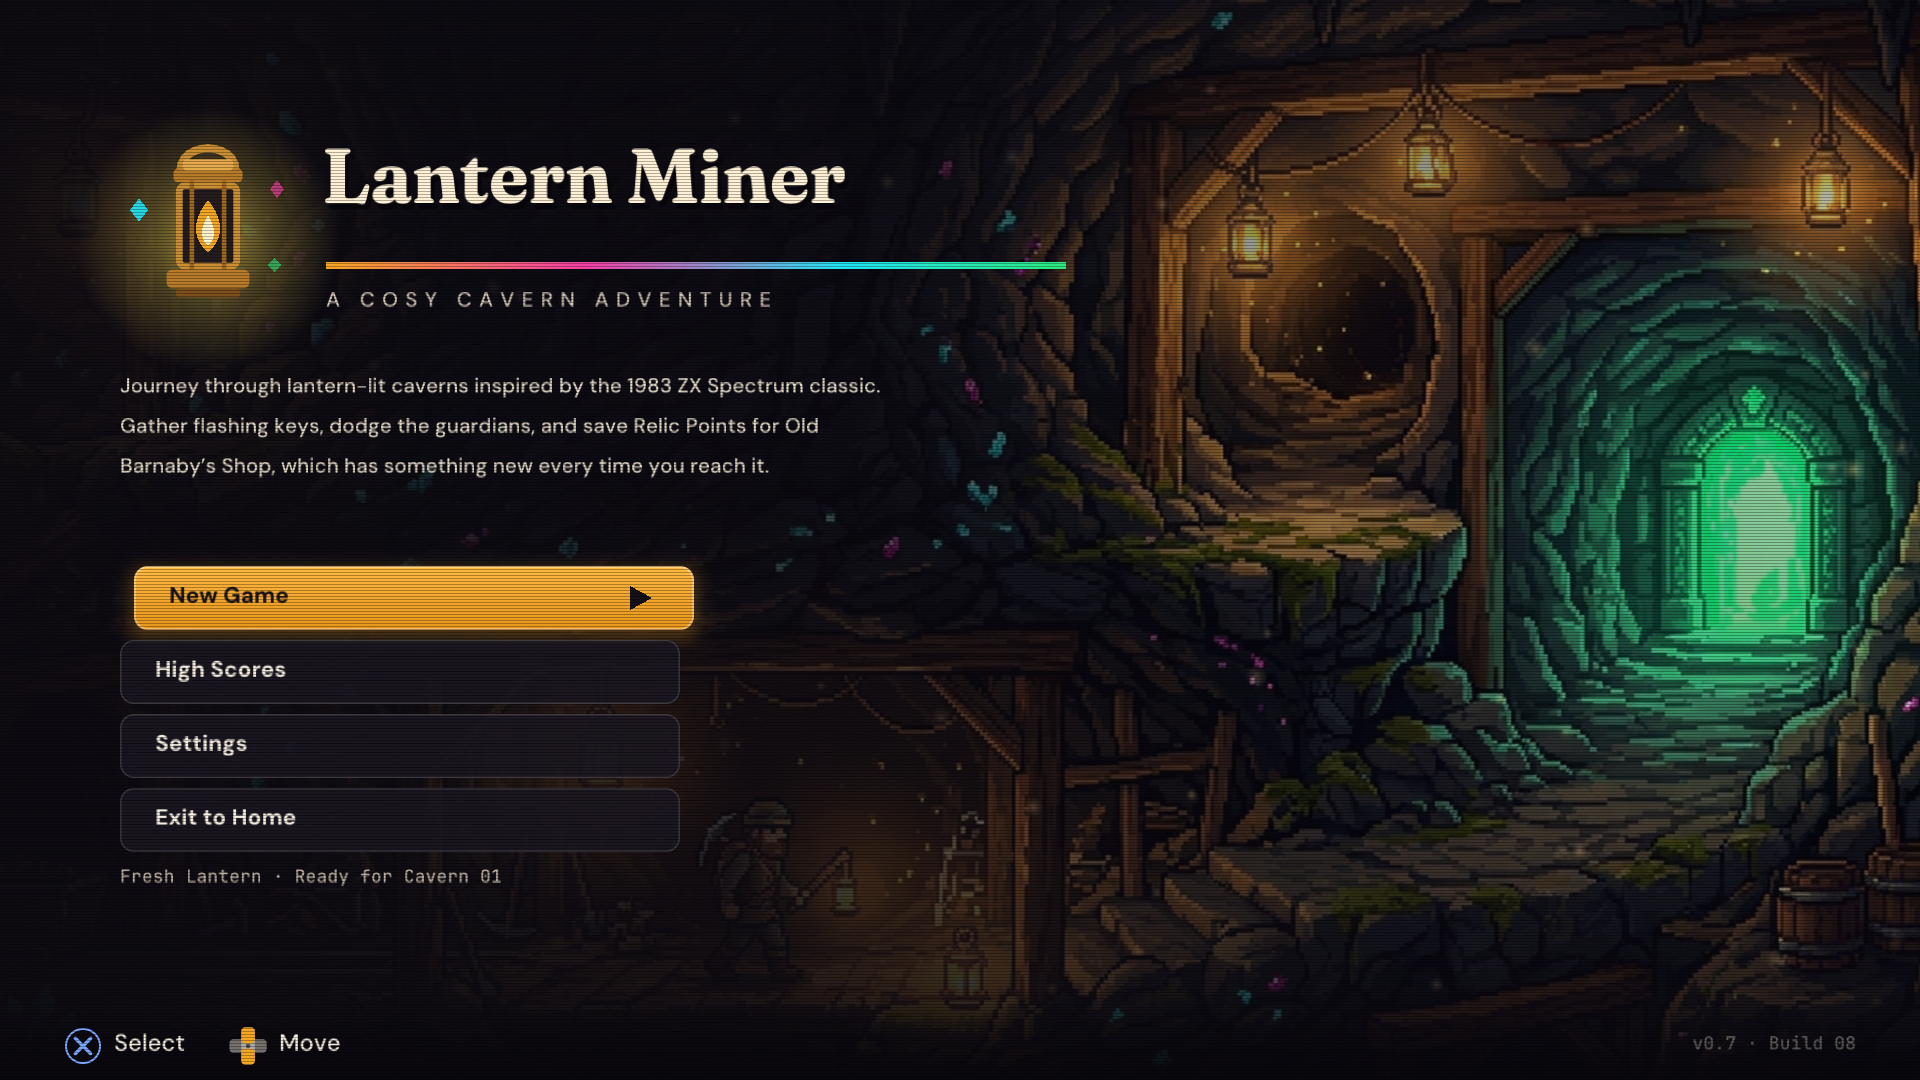 Lantern Miner
A COSY CAVERN ADVENTURE
Journey through lantern-lit caverns inspired by the 1983 ZX Spectrum classic.
Gather flashing keys, dodge the guardians, and save Relic Points for Old
Barnaby's Shop, which has something new every time you reach it.
New Game
High Scores
Settings
Exit to Home
Fresh Lantern · Ready for Cavern 01
Select Move
v0.7 · Build 08